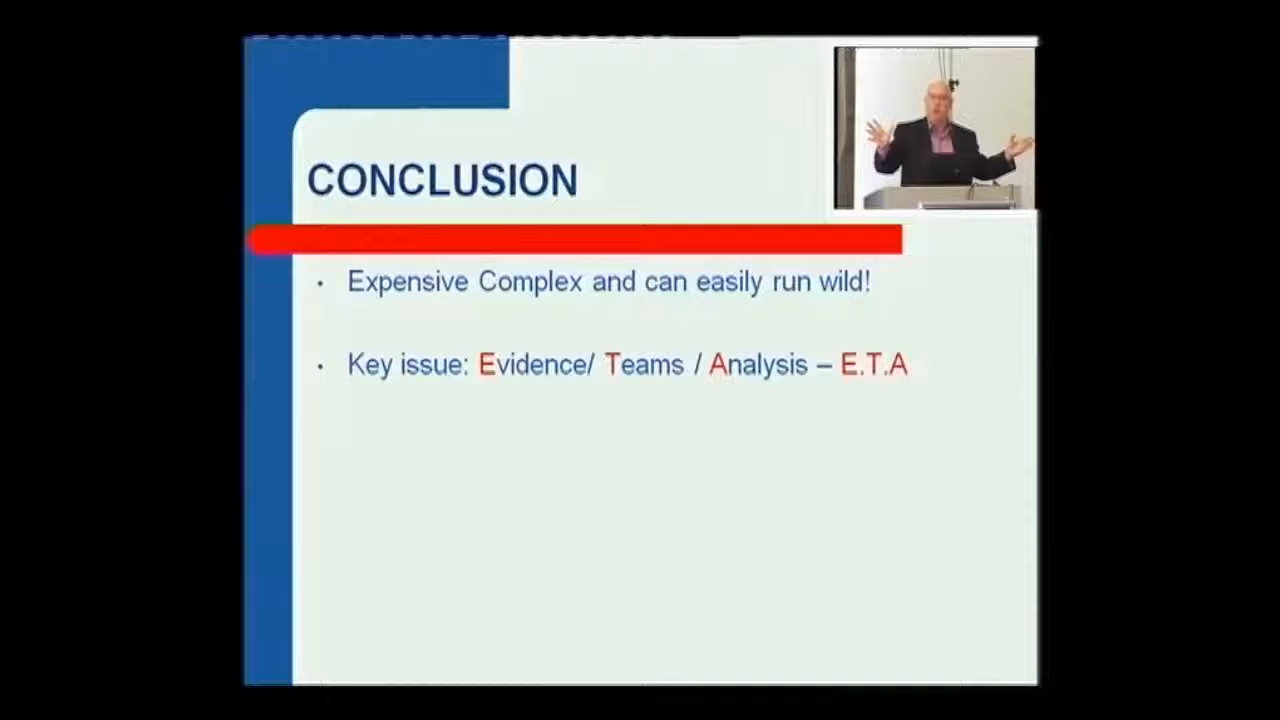 CONCLUSION
• Expensive Complex and can easily run wild!
• Key issue: Evidence/ Teams / Analysis – E.T.A